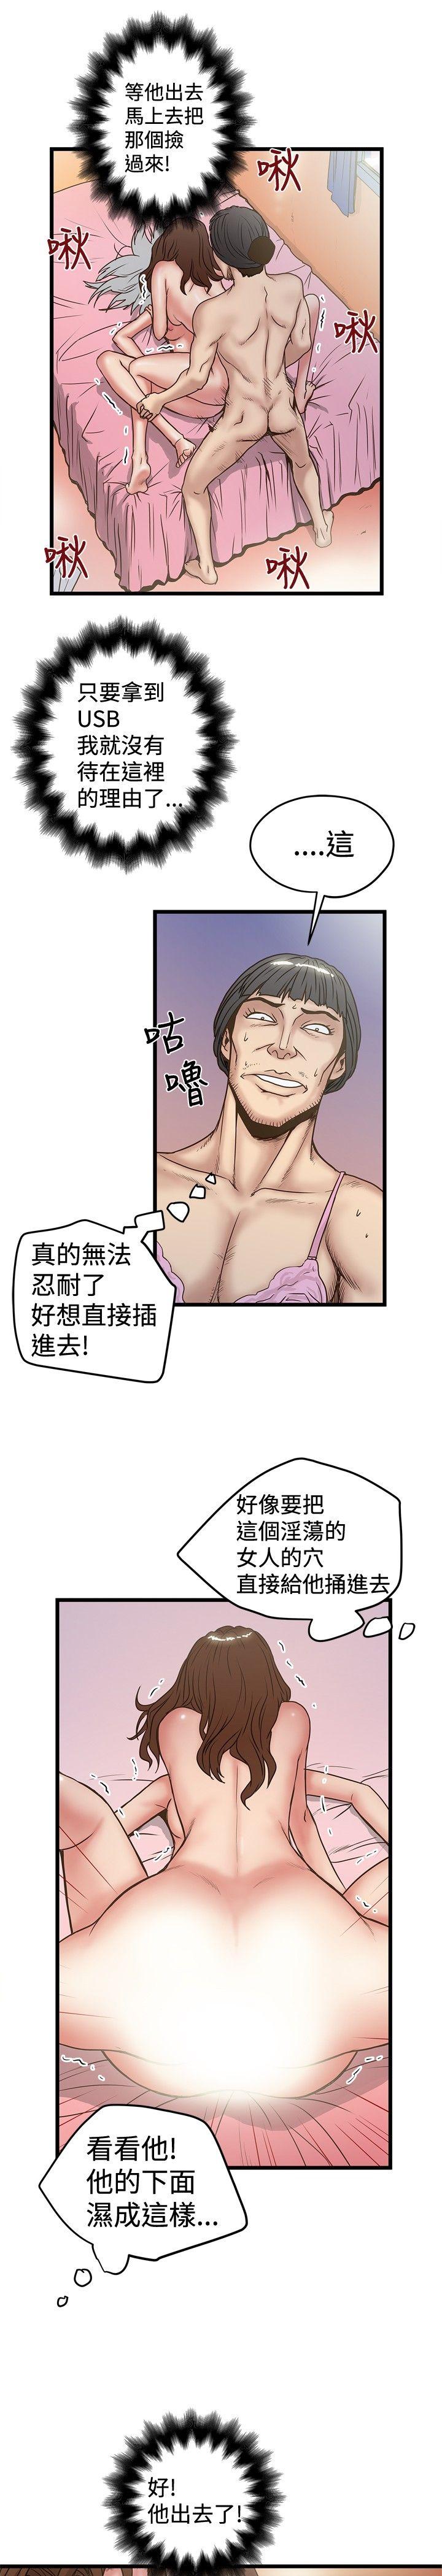 等他出去
馬上去把
那個撿
過來!
啾
啾
啾
啾
啾
只要拿到
USB
我就沒有
待在這裡
的理由了...
....這
咕
嚕
真的無法
忍耐了
好想直接插
進去!
好像要把
這個淫蕩的
女人的穴
直接給他捅進去
看看他!
他的下面
濕成這樣...
好!
他出去了!